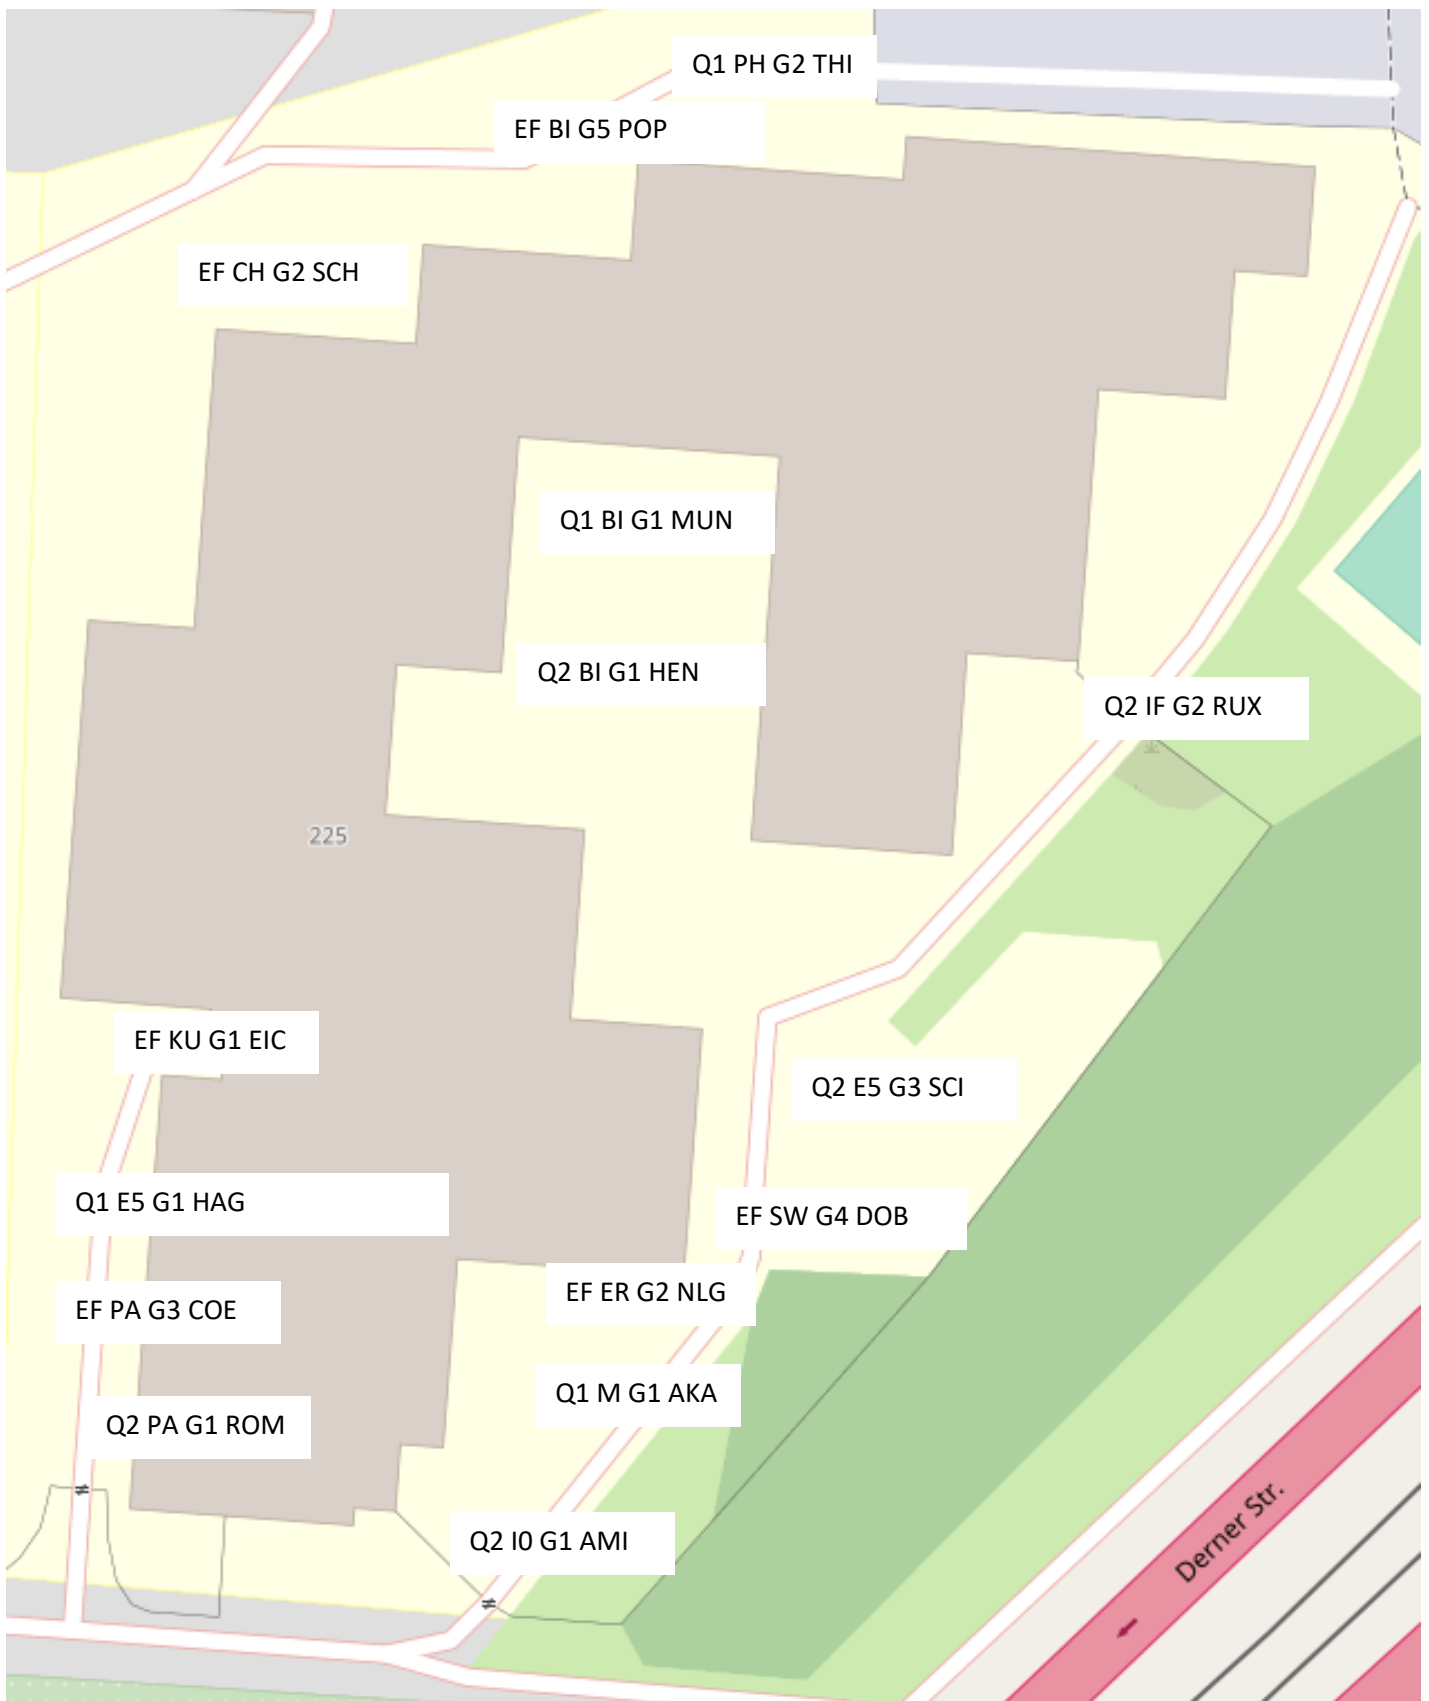 Q1 PH G2 THI
EF BI G5 POP
EF CH G2 SCH
Q1 BI G1 MUN
Q2 BI G1 HEN
Q2 IF G2 RUX
225
EF KU G1 EIC
Q2 E5 G3 SCI
Q1 E5 G1 HAG
EF SW G4 DOB
EF ER G2 NLG
EF PA G3 COE
Q1 M G1 AKA
Q2 PA G1 ROM
Q2 I0 G1 AMI
Derner Str.